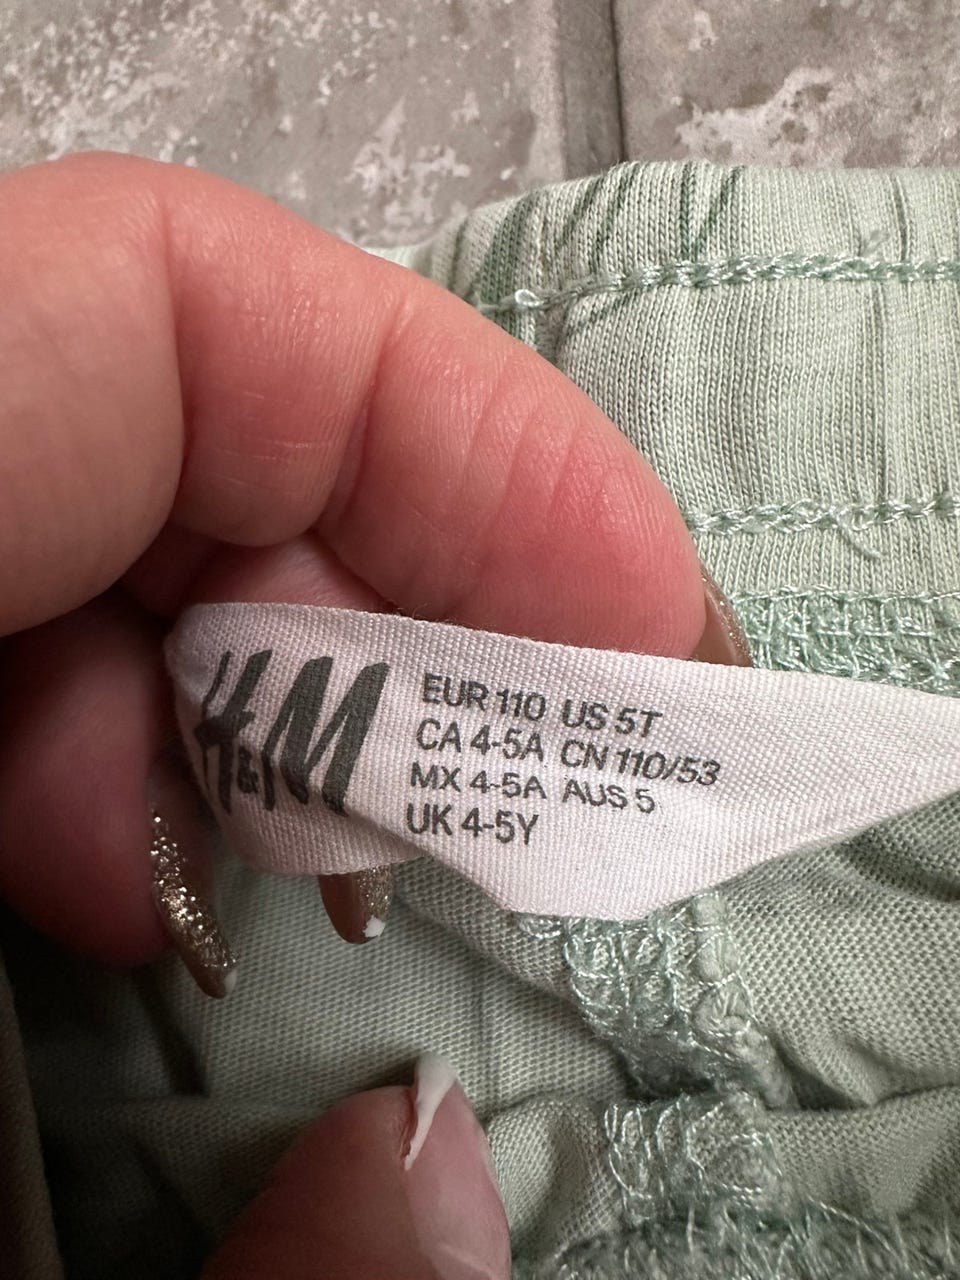 H&M
EUR 110 US 5T
CA 4-5A CN 110/53
MX 4-5A AUS 5
UK 4-5Y